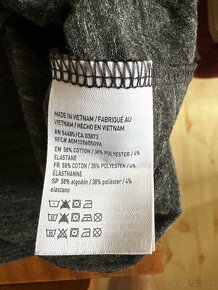 MADE IN VIETNAM / FABRIQUÉ AU
VIETNAM / HECHO EN VIETNAM
RN 54485/CA 03873
EN 58% COTTON / 38% POLYESTER / 4%
ELASTANE
FR 58% COTON / 38% POLYESTER / 4%
ÉLASTHANNE
SP 58% algodón / 38% poliéster / 4%
elastano